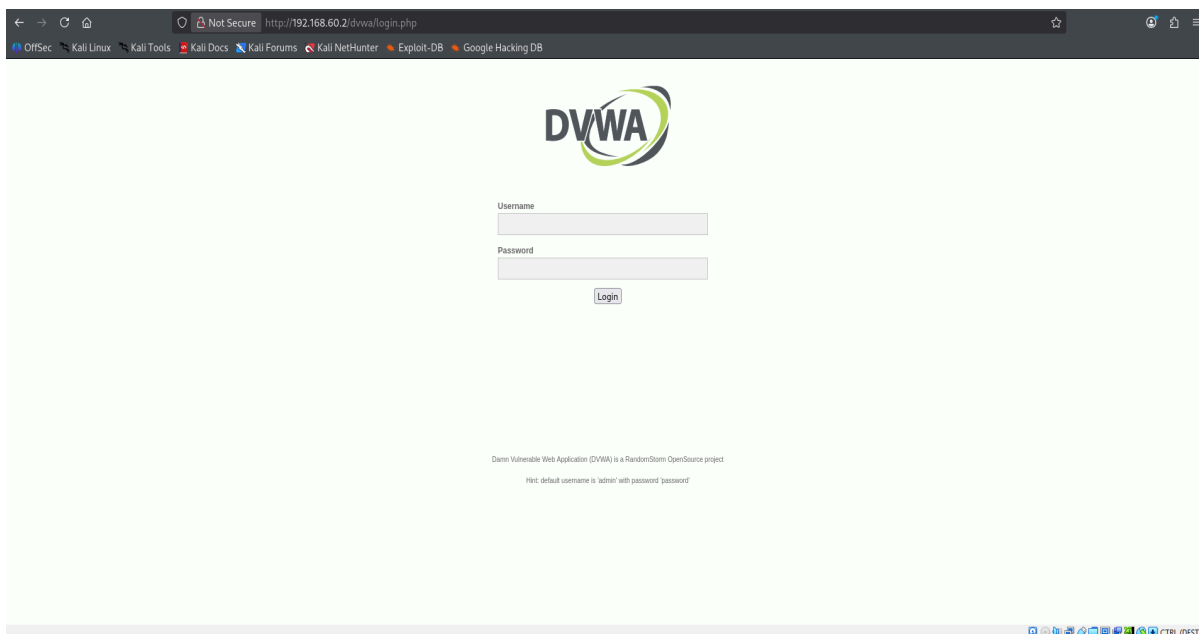 Not Secure http://192.168.60.2/dvwa/login.php
OffSec Kali Linux Kali Tools Kali Docs Kali Forums Kali NetHunter Exploit-DB Google Hacking DB
DVWA
Username
Password
Login
Damn Vulnerable Web Application (DVWA) is a RandomStorm OpenSource project
Hint: default username is 'admin' with password 'password'
CTRL (DEST